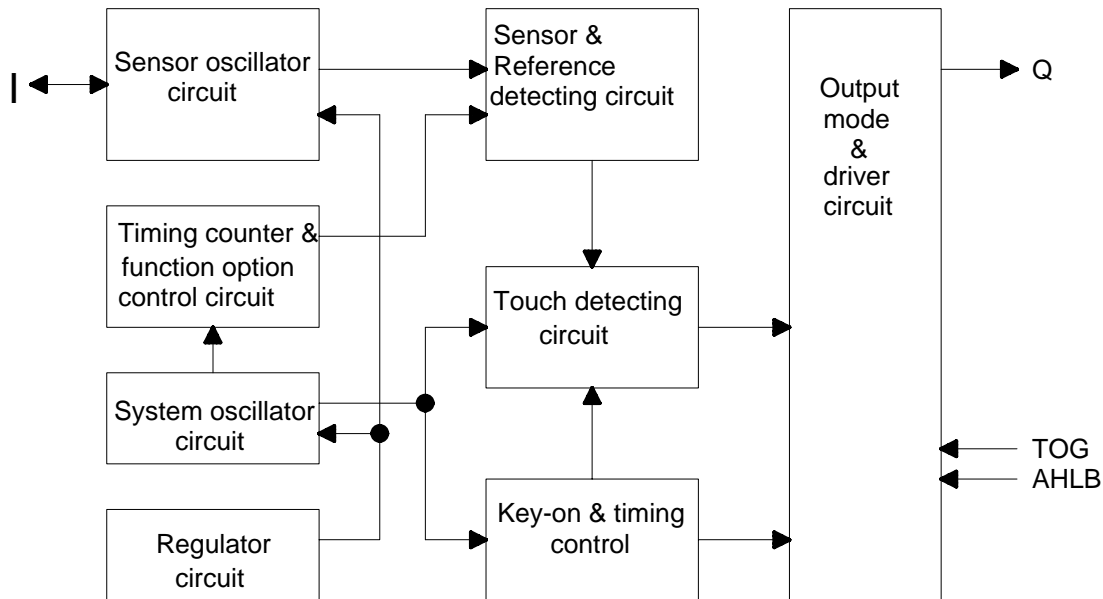 I
Sensor oscillator
circuit
Sensor &
Reference
detecting circuit
Output
mode
&
driver
circuit
Q
Timing counter &
function option
control circuit
Touch detecting
circuit
System oscillator
circuit
TOG
AHLB
Regulator
circuit
Key-on & timing
control